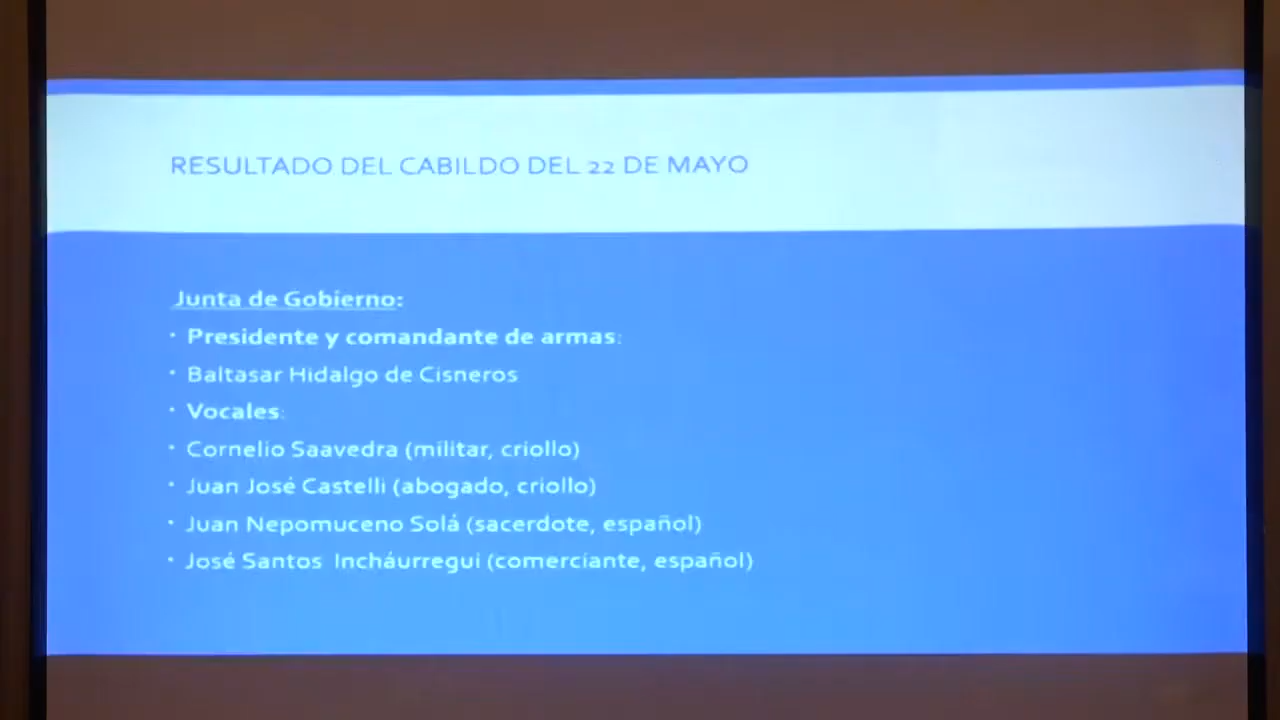 RESULTADO DEL CABILDO DEL 22 DE MAYO
Junta de Gobierno:
• Presidente y comandante de armas:
• Baltasar Hidalgo de Cisneros
• Vocales:
• Cornelio Saavedra (militar, criollo)
• Juan José Castelli (abogado, criollo)
• Juan Nepomuceno Solá (sacerdote, español)
• José Santos Incháurregui (comerciante, español)